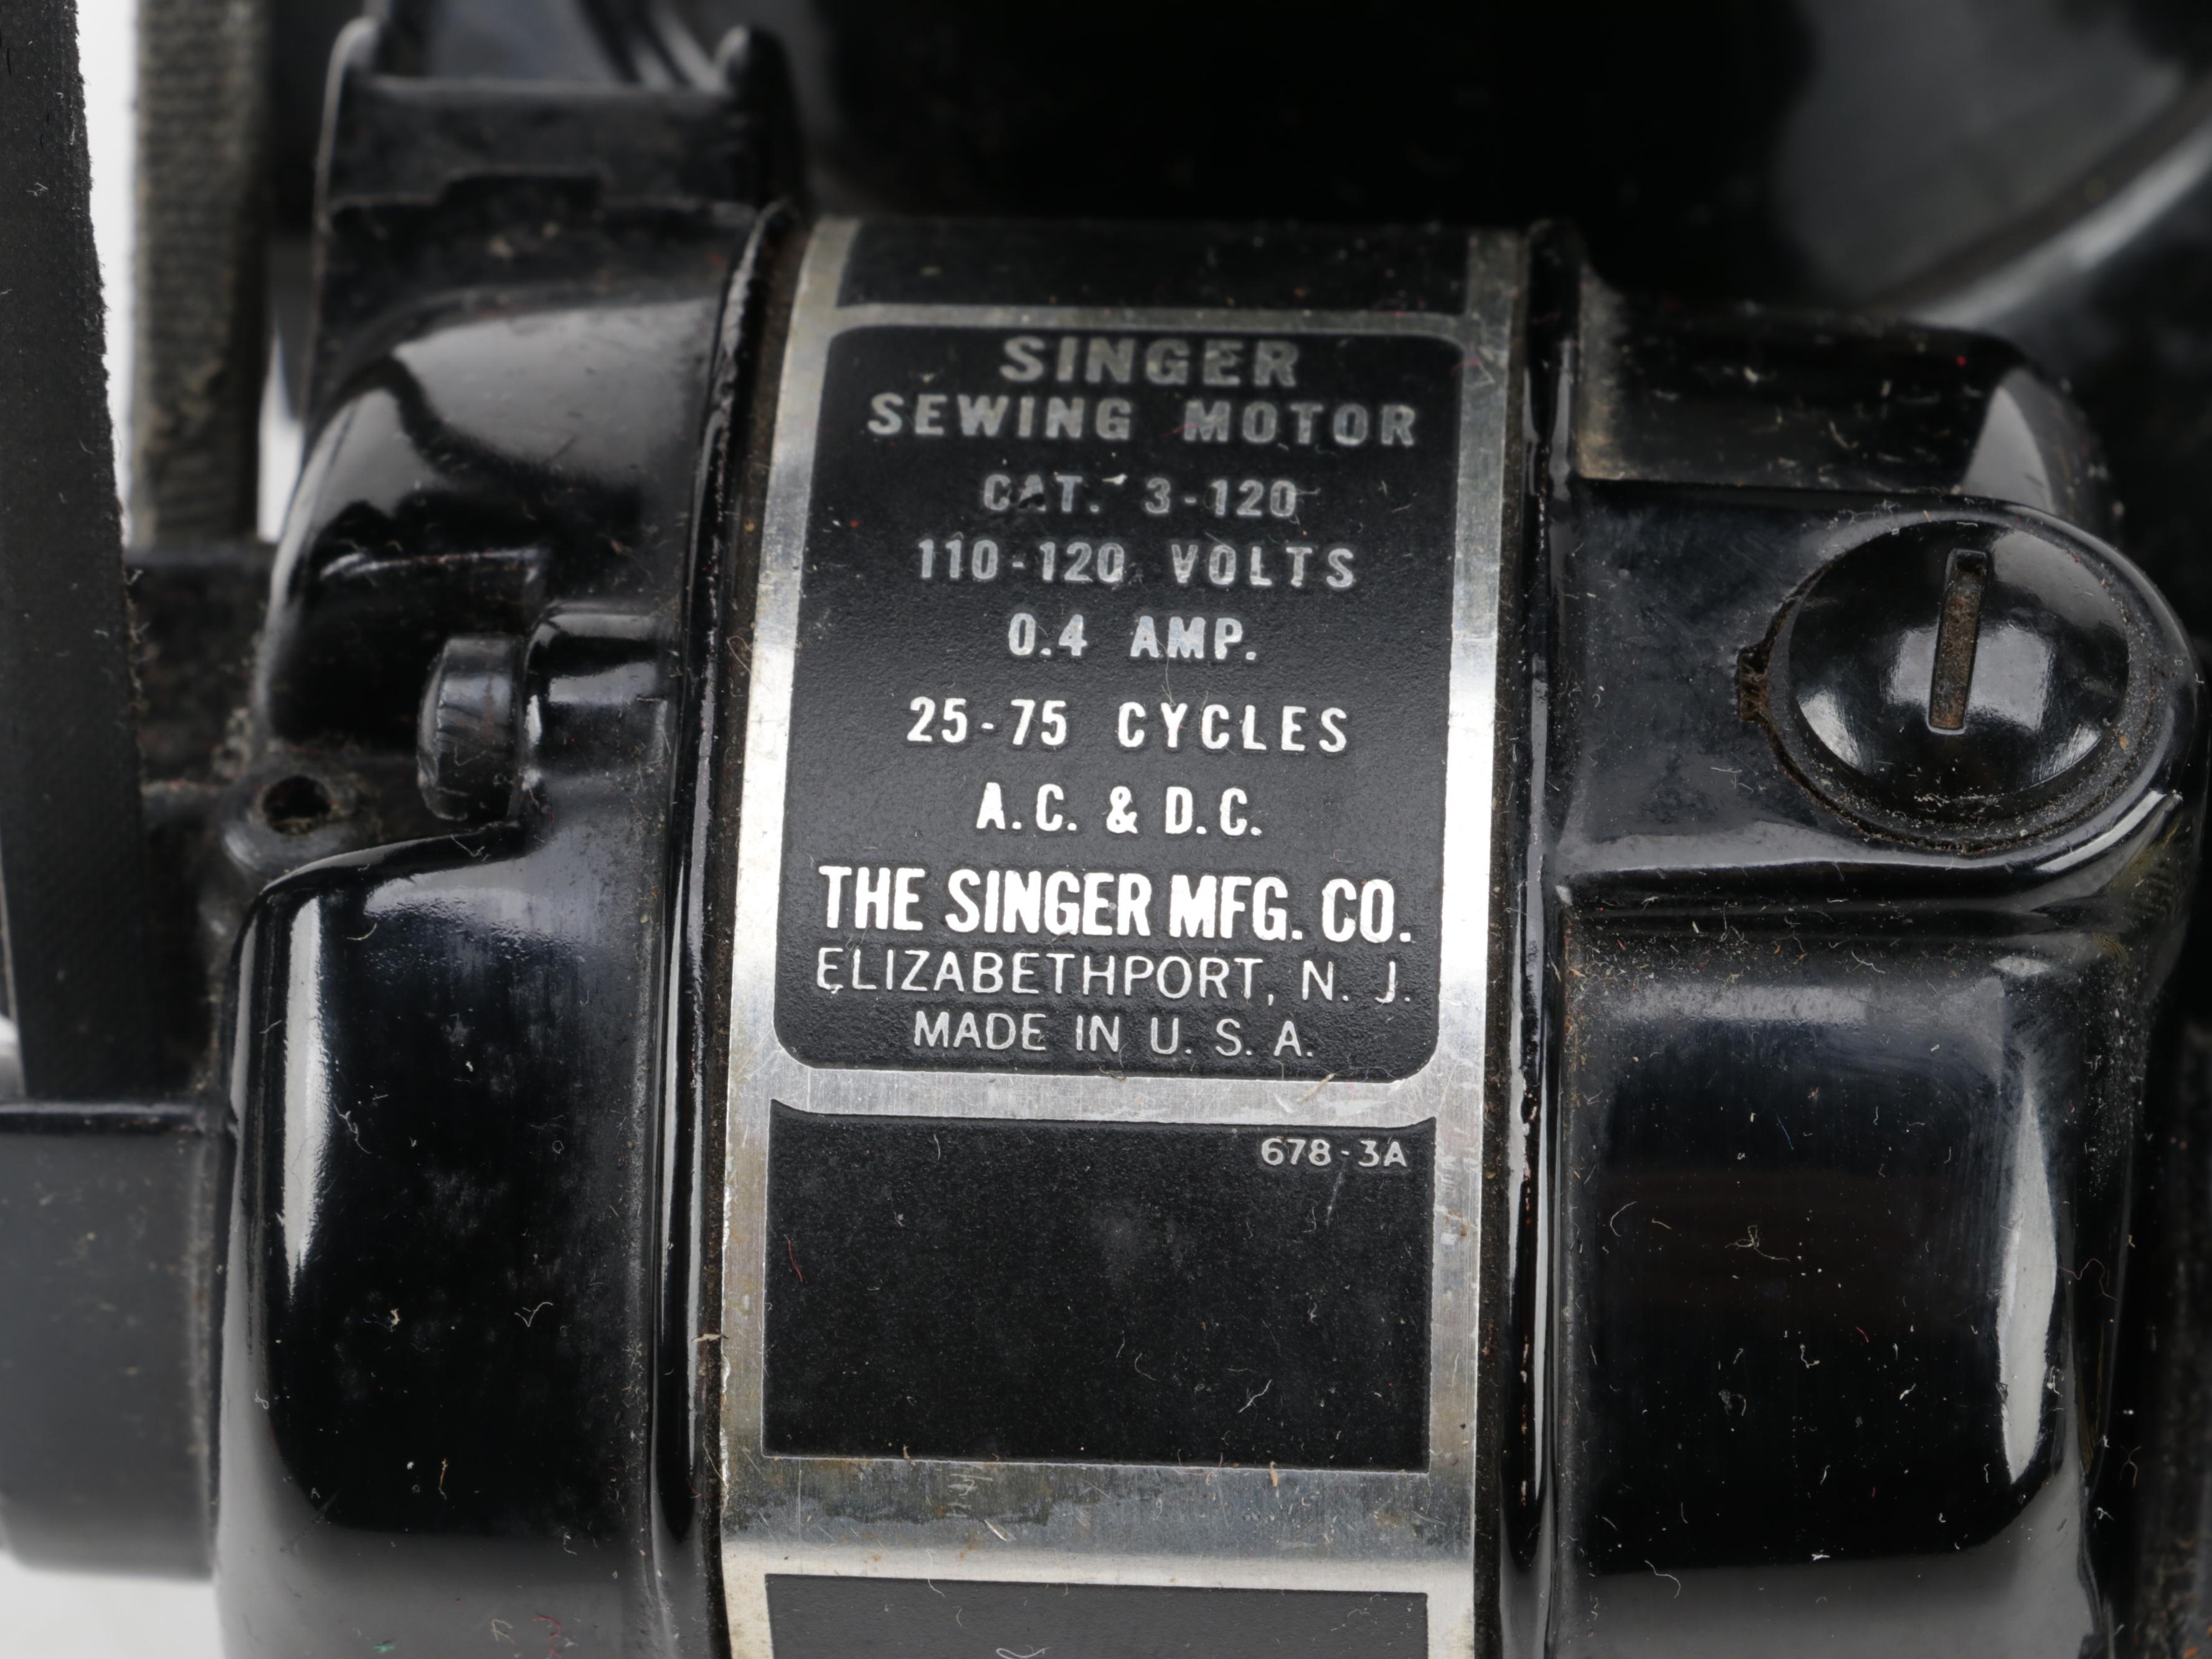 SINGER
SEWING MOTOR
CAT. 3-120
110-120 VOLTS
0.4 AMP.
25-75 CYCLES
A.C. & D.C.
THE SINGER MFG. CO.
ELIZABETHPORT, N. J.
MADE IN U. S. A.
678-3A